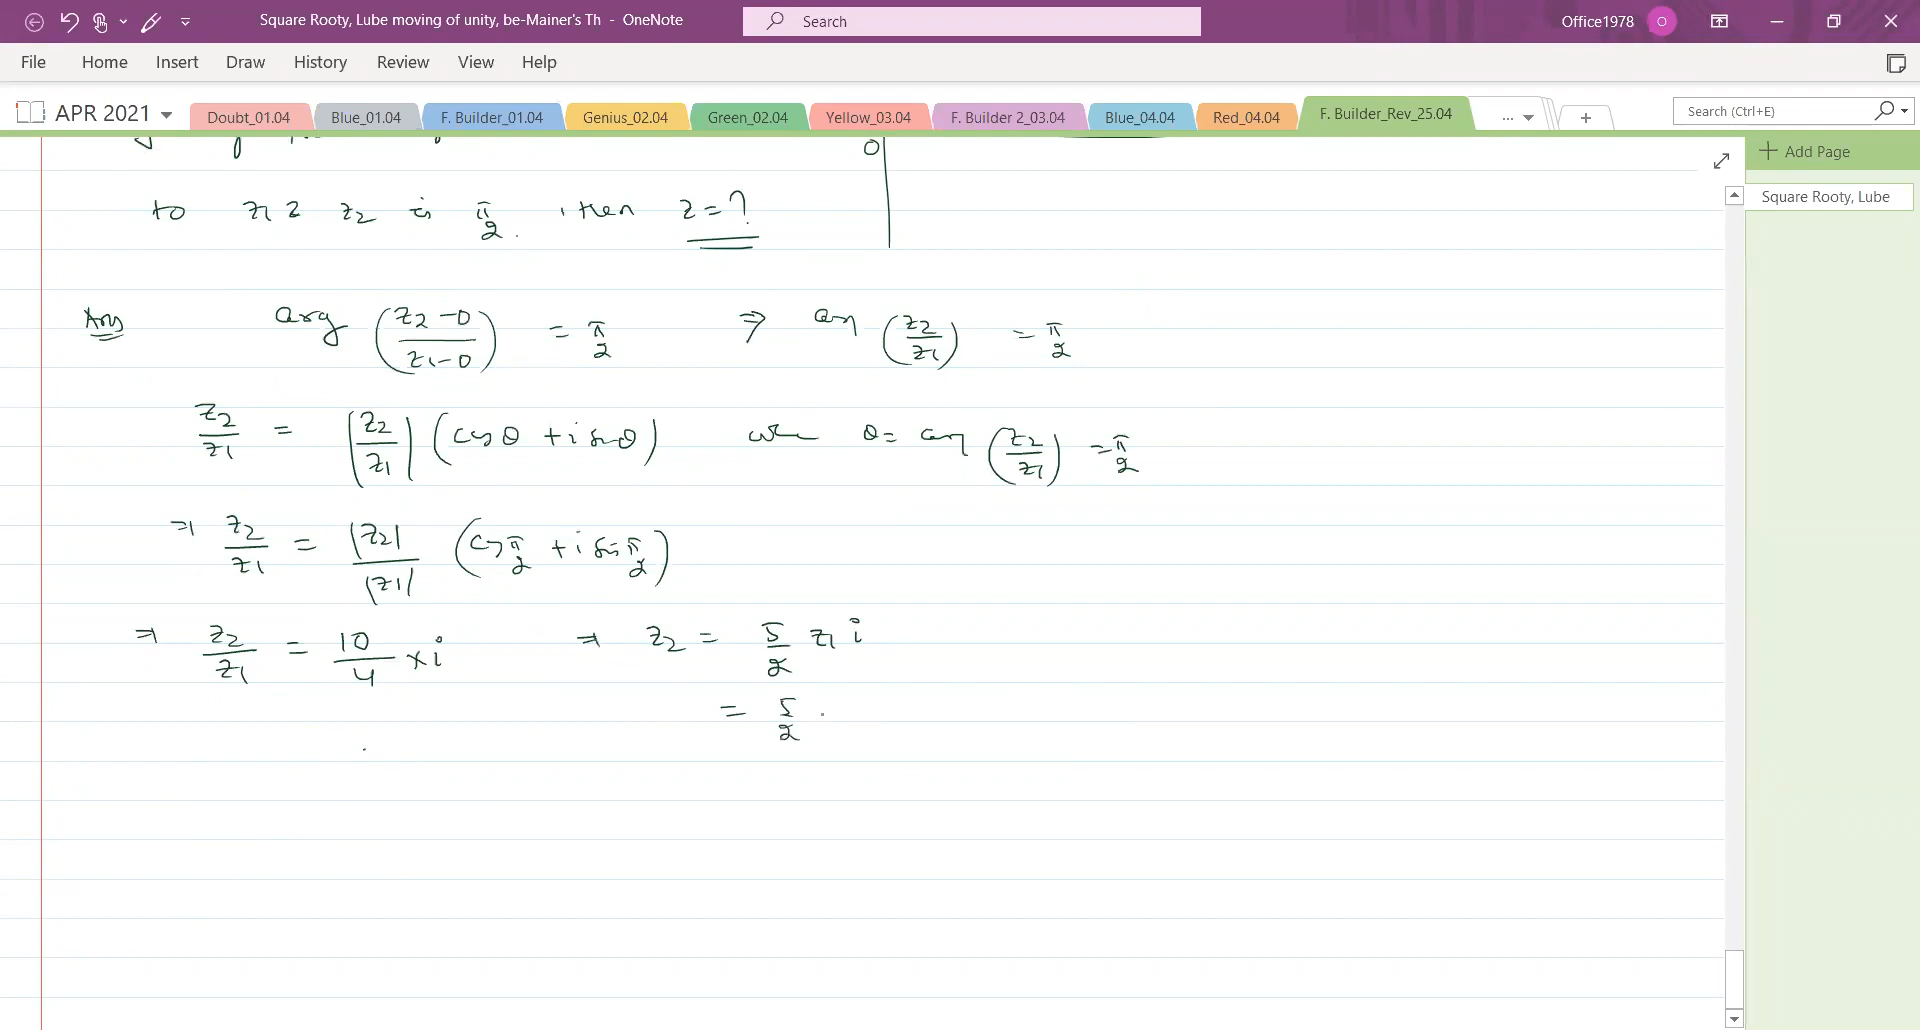 Square Rooty, Lube moving of unity, be-Mainer's Th - OneNote
Search
Office1978
O
File Home Insert Draw History Review View Help
APR 2021
Doubt_01.04 Blue_01.04 F. Builder_01.04 Genius_02.04 Green_02.04 Yellow_03.04 F. Builder 2_03.04 Blue_04.04 Red_04.04 F. Builder_Rev_25.04 ...
Search (Ctrl+E)
Add Page
Square Rooty, Lube
0
to z1 & z2 is π/2. , then z=?
Ans arg ((z2-0)/(z1-0)) = π/2 ⇒ arg (z2/z1) = π/2
z2/z1 = |z2/z1| (cosθ + i sinθ) where θ = arg (z2/z1) = π/2
⇒ z2/z1 = |z2|/|z1| (cos π/2 + i sin π/2)
⇒ z2/z1 = 10/4 × i ⇒ z2 = 5/2 z1 i
= 5/2